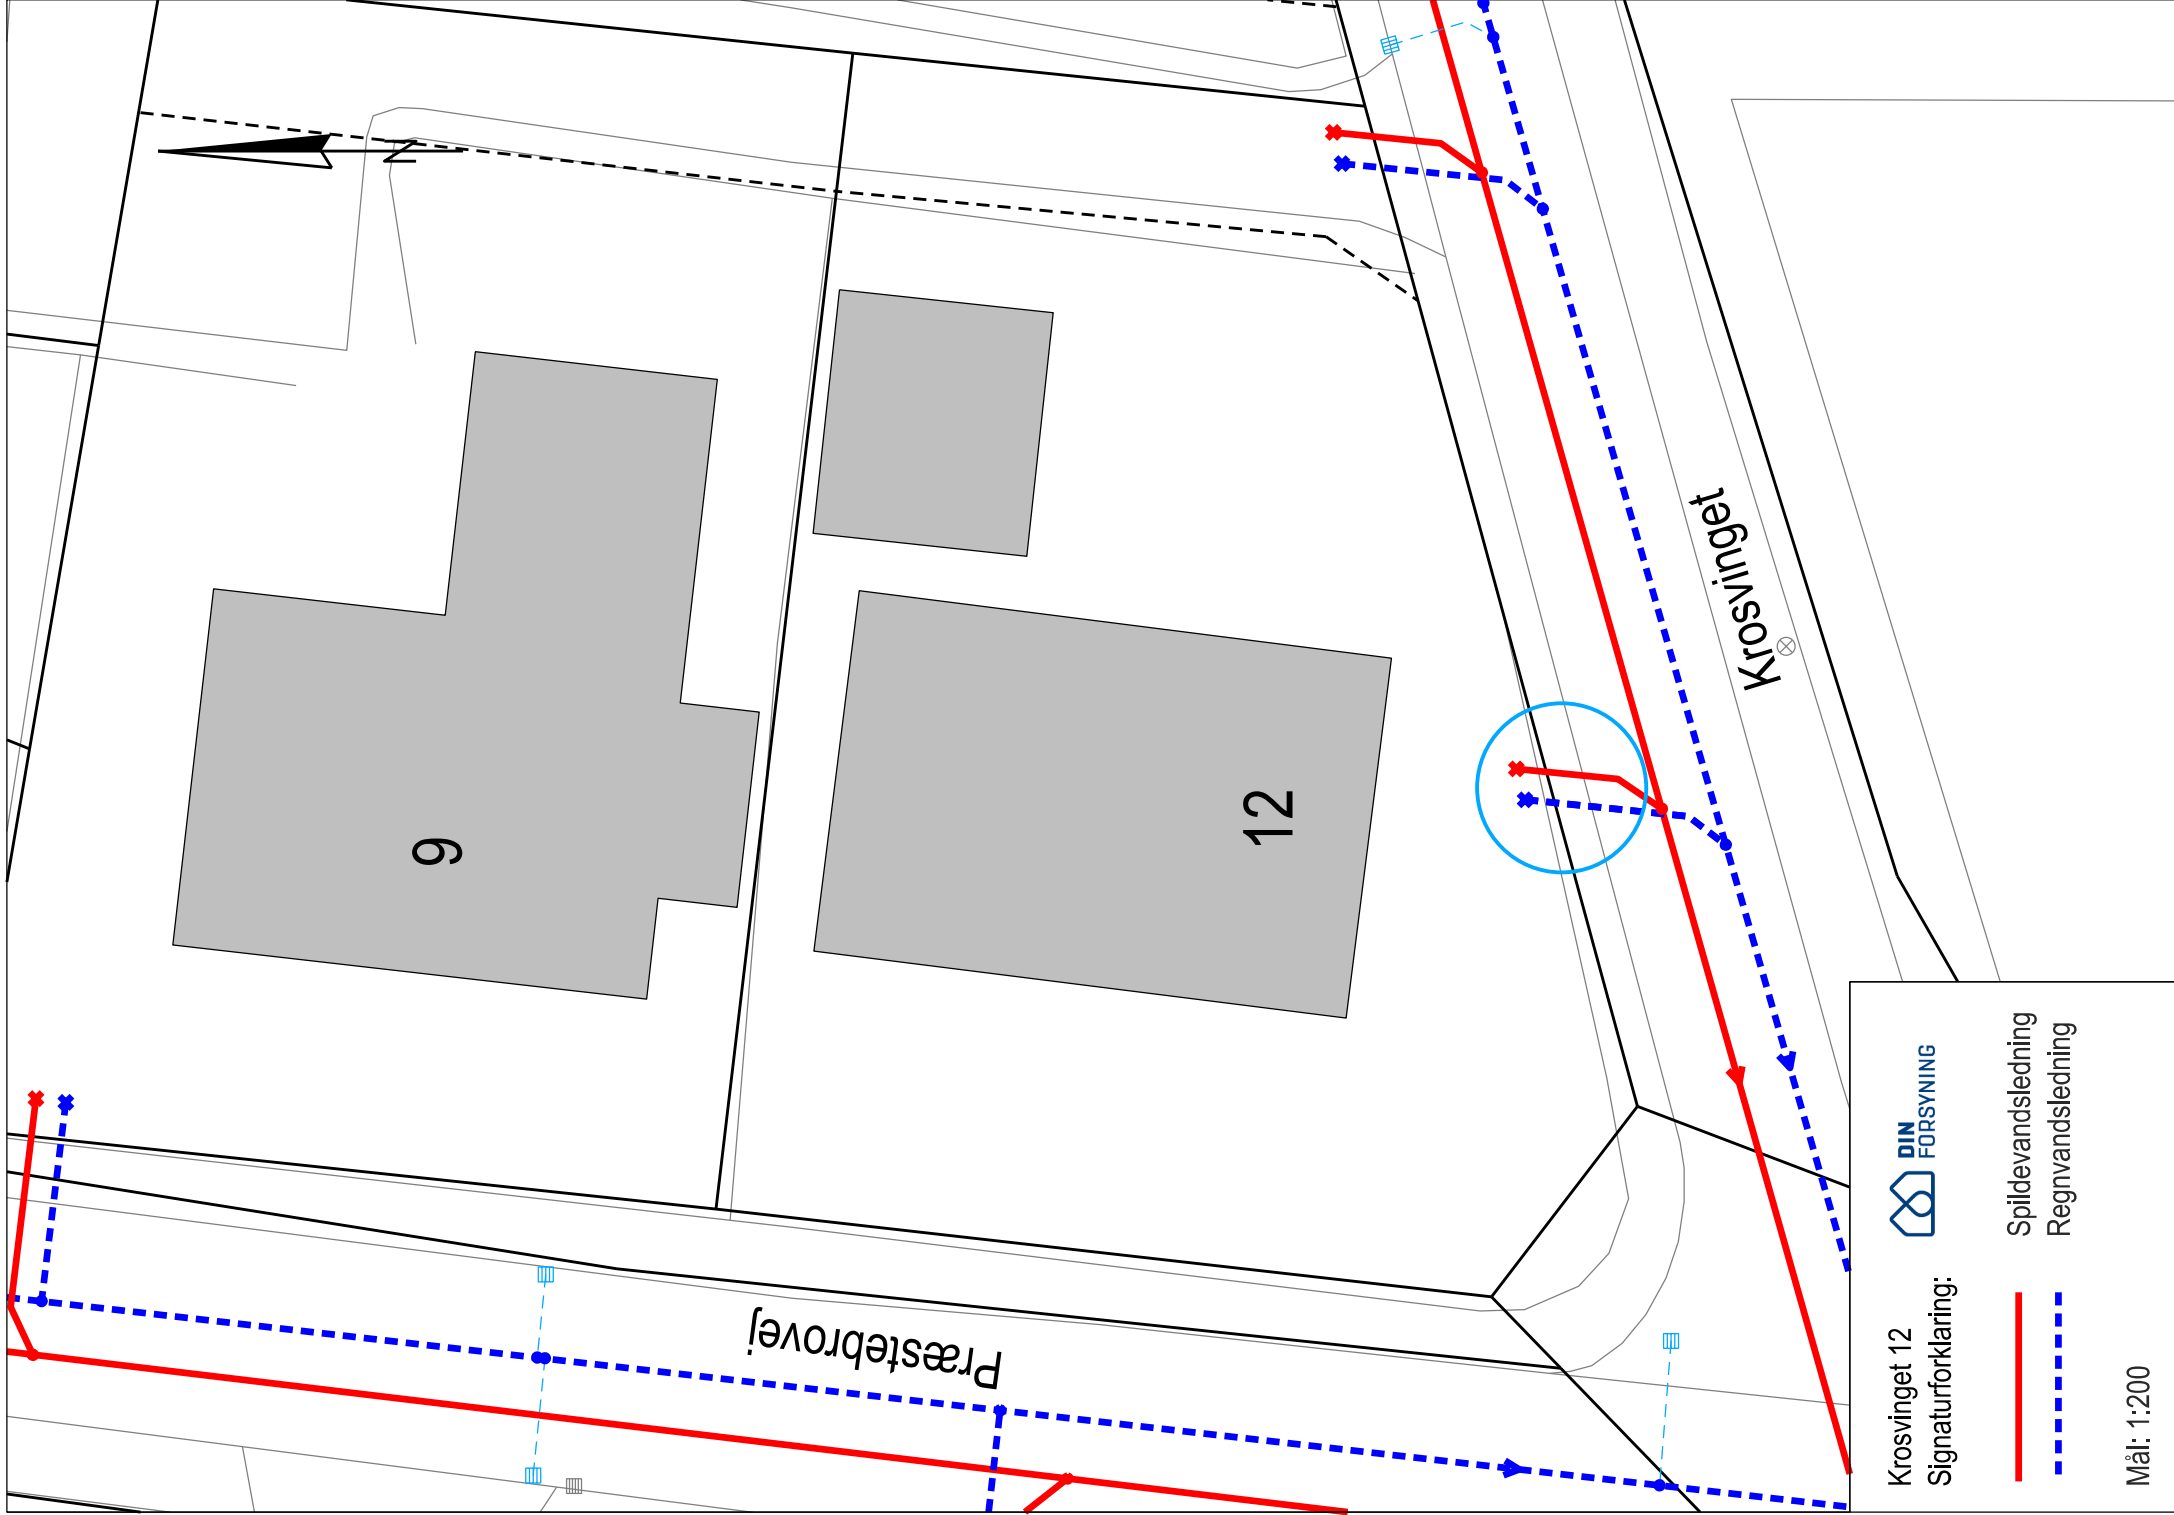 N
9
12
Krosvinget
Præstebrovej
Krosvinget 12
DIN
FORSYNING
Signaturforklaring:
Spildevandsledning
Regnvandsledning
Mål: 1:200